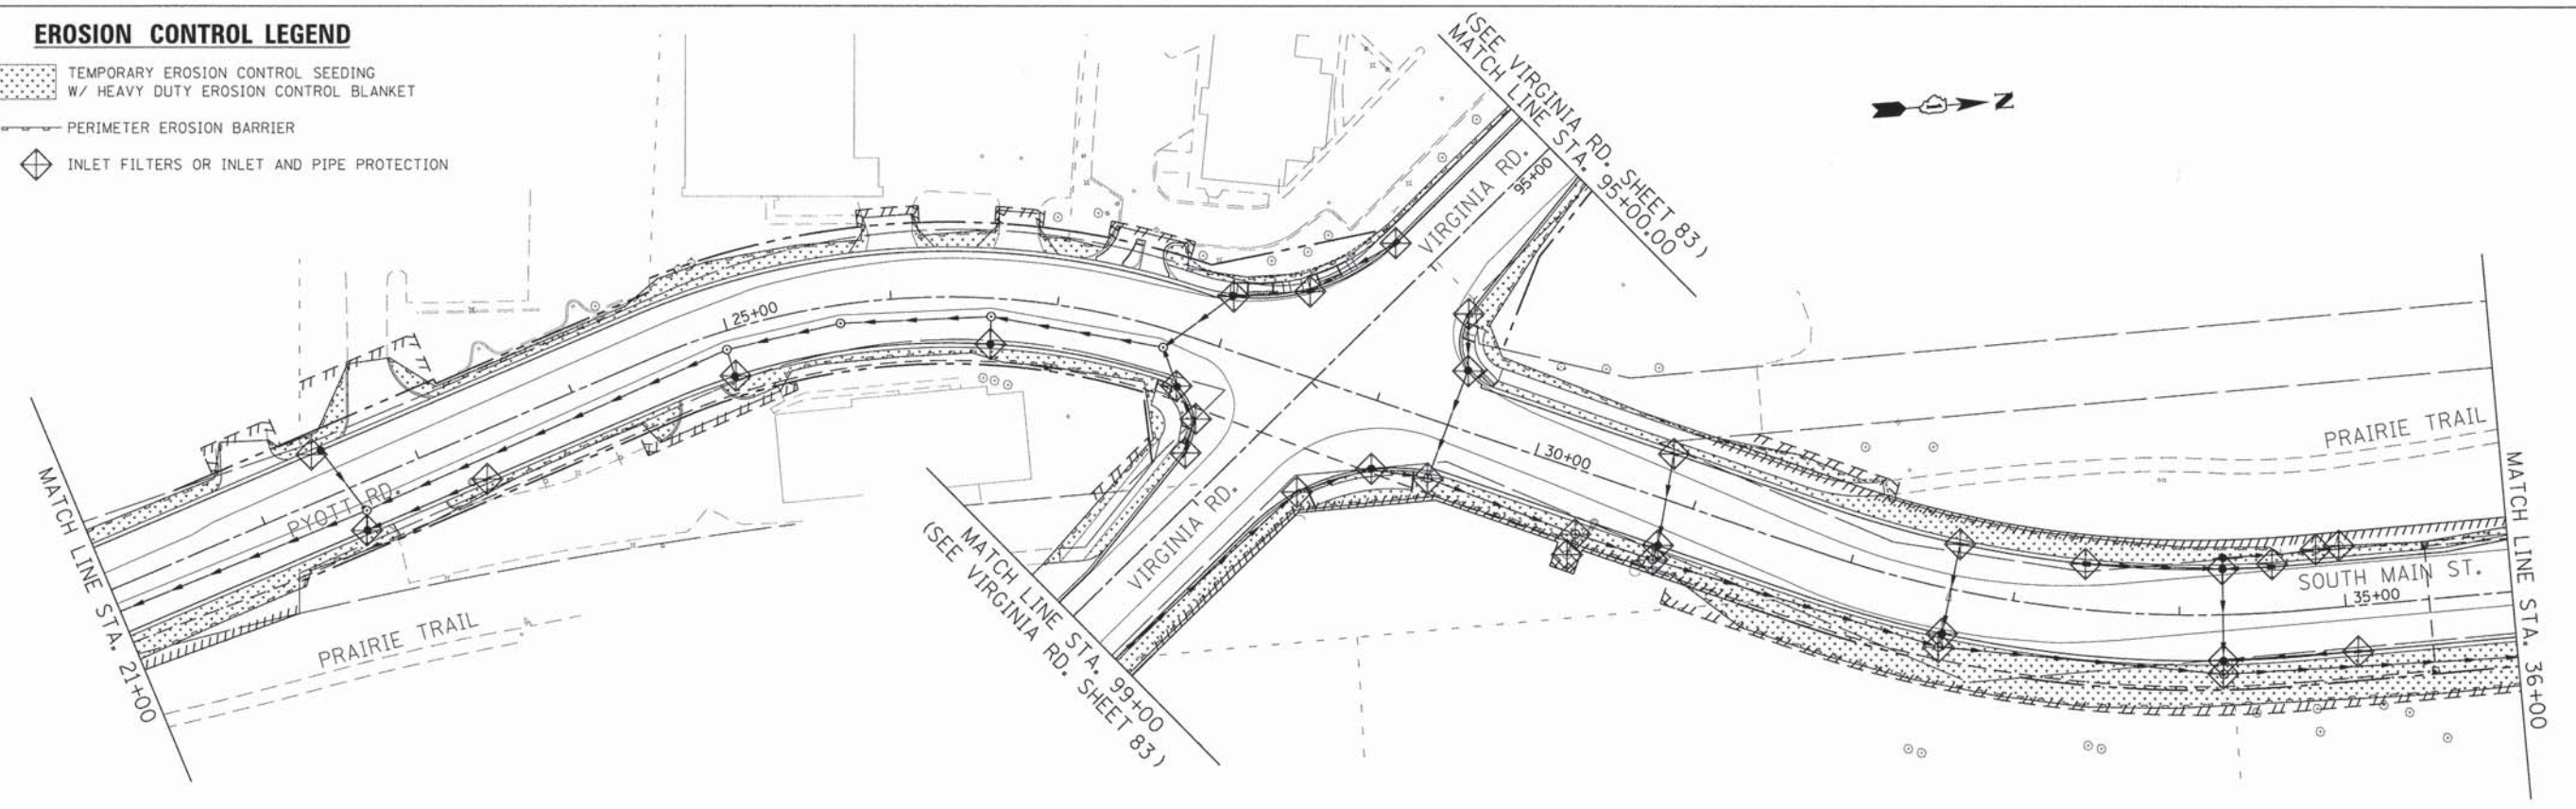 EROSION CONTROL LEGEND
TEMPORARY EROSION CONTROL SEEDING
W/ HEAVY DUTY EROSION CONTROL BLANKET
PERIMETER EROSION BARRIER
INLET FILTERS OR INLET AND PIPE PROTECTION
(SEE VIRGINIA RD. SHEET 83)
MATCH LINE STA. 95+00.00
N
VIRGINIA RD.
95+00
25+00
PYOTT RD.
MATCH LINE STA. 21+00
PRAIRIE TRAIL
VIRGINIA RD.
MATCH LINE STA. 99+00
(SEE VIRGINIA RD. SHEET 83)
30+00
PRAIRIE TRAIL
SOUTH MAIN ST.
35+00
MATCH LINE STA. 36+00